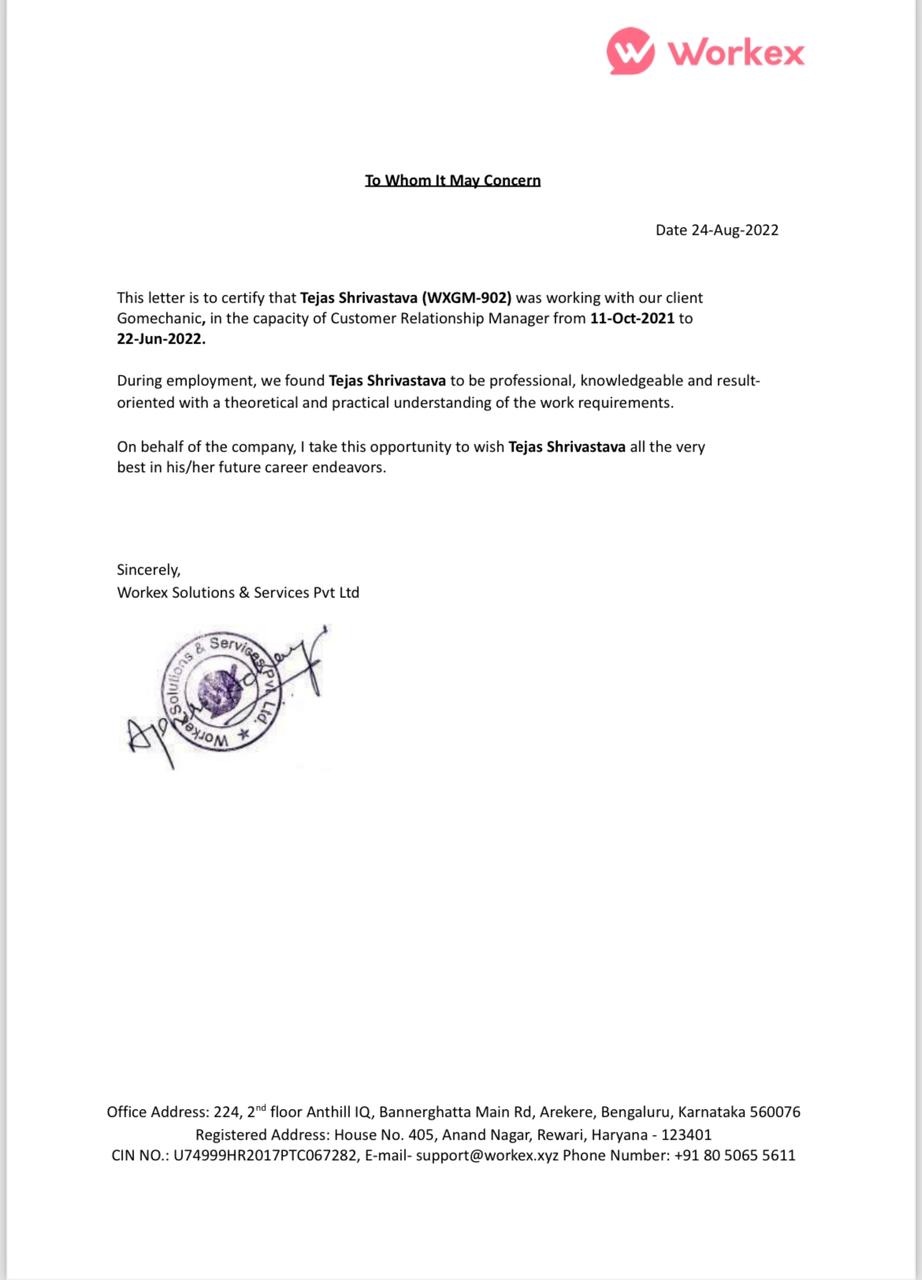 Workex
To Whom It May Concern
Date 24-Aug-2022
This letter is to certify that Tejas Shrivastava (WXGM-902) was working with our client
Gomechanic, in the capacity of Customer Relationship Manager from 11-Oct-2021 to
22-Jun-2022.
During employment, we found Tejas Shrivastava to be professional, knowledgeable and result-
oriented with a theoretical and practical understanding of the work requirements.
On behalf of the company, I take this opportunity to wish Tejas Shrivastava all the very
best in his/her future career endeavors.
Sincerely,
Workex Solutions & Services Pvt Ltd
Workex Solutions & Services Pvt. Ltd.
Office Address: 224, 2nd floor Anthill IQ, Bannerghatta Main Rd, Arekere, Bengaluru, Karnataka 560076
Registered Address: House No. 405, Anand Nagar, Rewari, Haryana - 123401
CIN NO.: U74999HR2017PTC067282, E-mail- support@workex.xyz Phone Number: +91 80 5065 5611